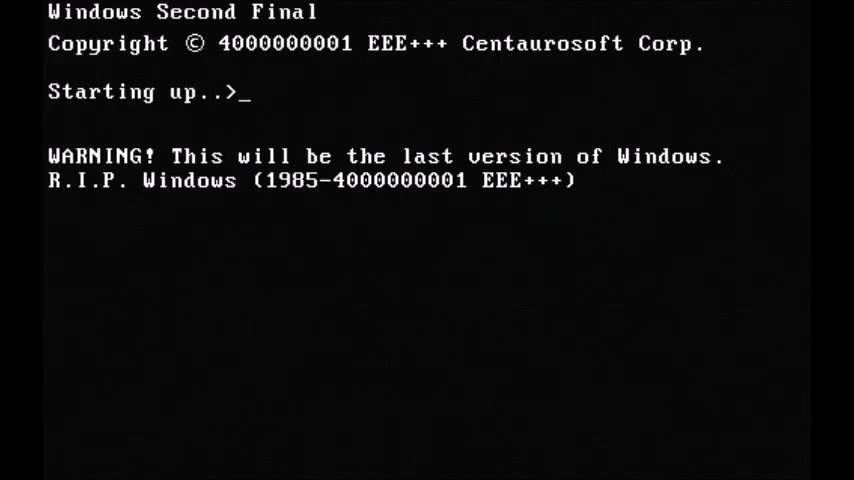 Windows Second Final
Copyright © 4000000001 EEE+++ Centaurosoft Corp.
Starting up..>_
WARNING! This will be the last version of Windows.
R.I.P. Windows (1985-4000000001 EEE+++)